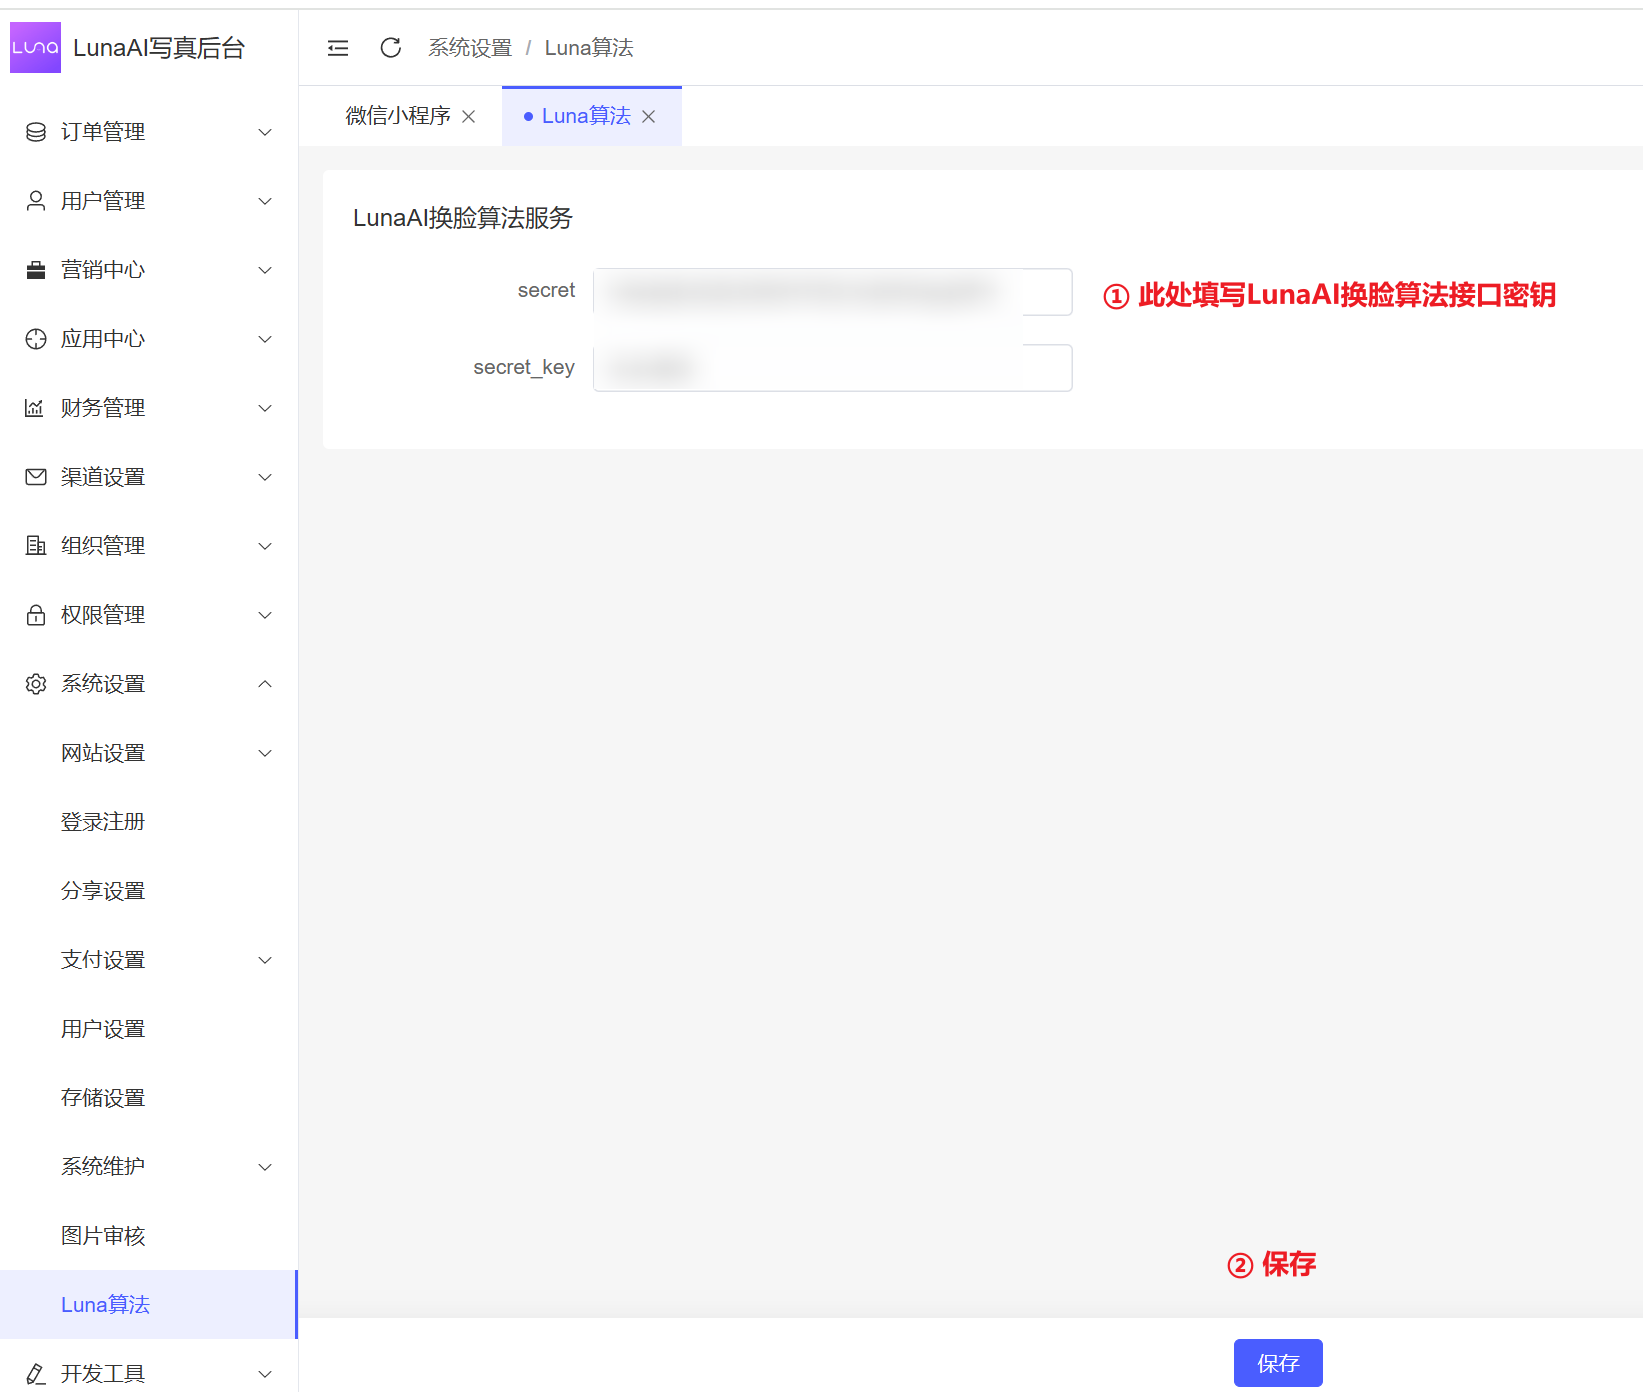 Luna
LunaAI写真后台
系统设置 / Luna算法
微信小程序
Luna算法
订单管理
用户管理
营销中心
应用中心
财务管理
渠道设置
组织管理
权限管理
系统设置
网站设置
登录注册
分享设置
支付设置
用户设置
存储设置
系统维护
图片审核
Luna算法
开发工具
LunaAI换脸算法服务
secret
① 此处填写LunaAI换脸算法接口密钥
secret_key
② 保存
保存